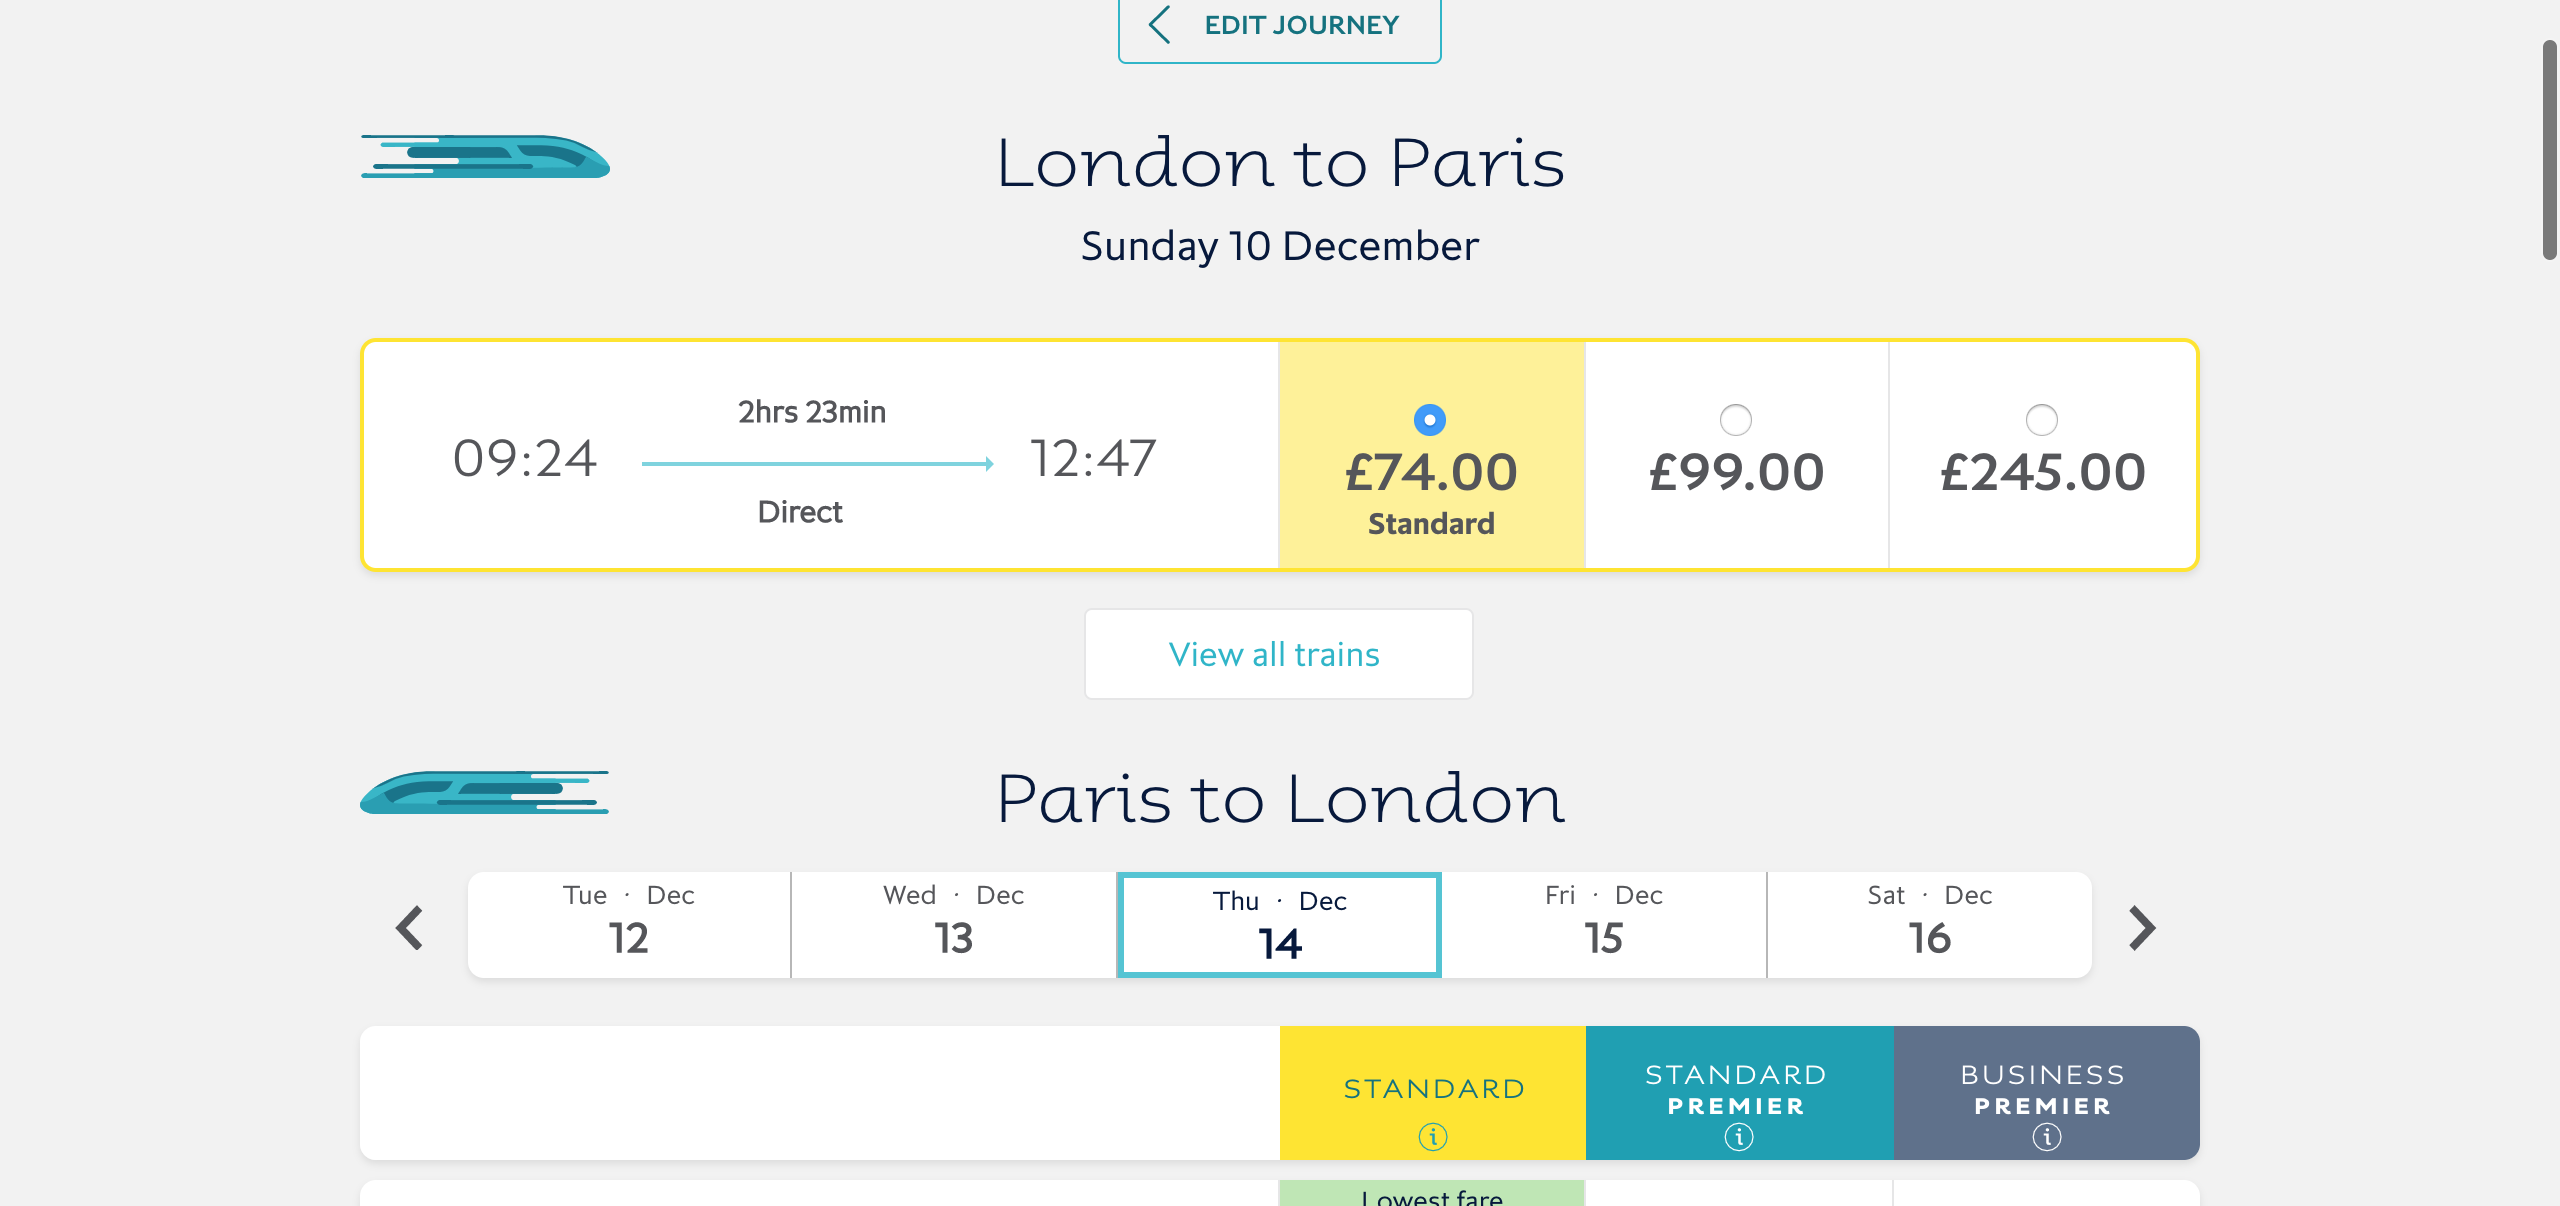 EDIT JOURNEY
London to Paris
Sunday 10 December
2hrs 23min
09:24
12:47
Direct
£74.00
Standard
£99.00
£245.00
View all trains
Paris to London
Tue · Dec
12
Wed · Dec
13
Thu · Dec
14
Fri · Dec
15
Sat · Dec
16
STANDARD
STANDARD
PREMIER
BUSINESS
PREMIER
Lowest fare